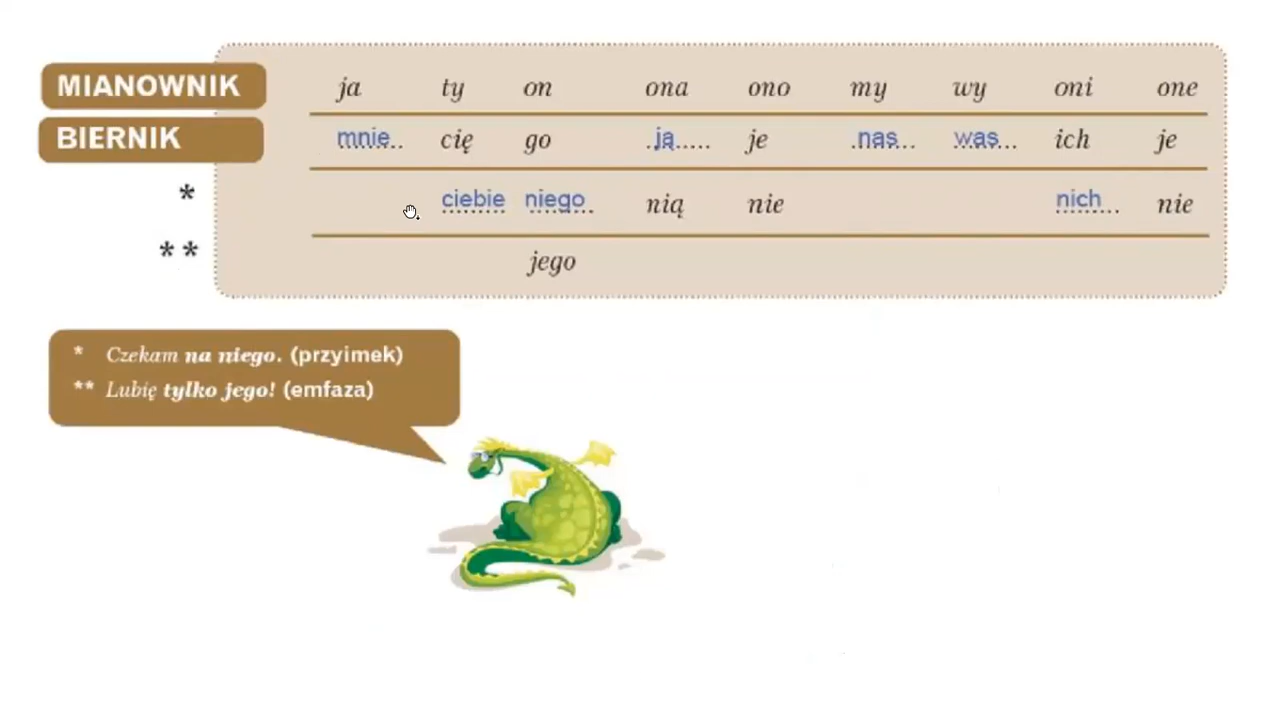 MIANOWNIK ja ty on ona ono my wy oni one
BIERNIK mnie cię go ją je nas was ich je
* ciebie niego nią nie nich nie
** jego
* Czekam na niego. (przyimek)
** Lubię tylko jego! (emfaza)